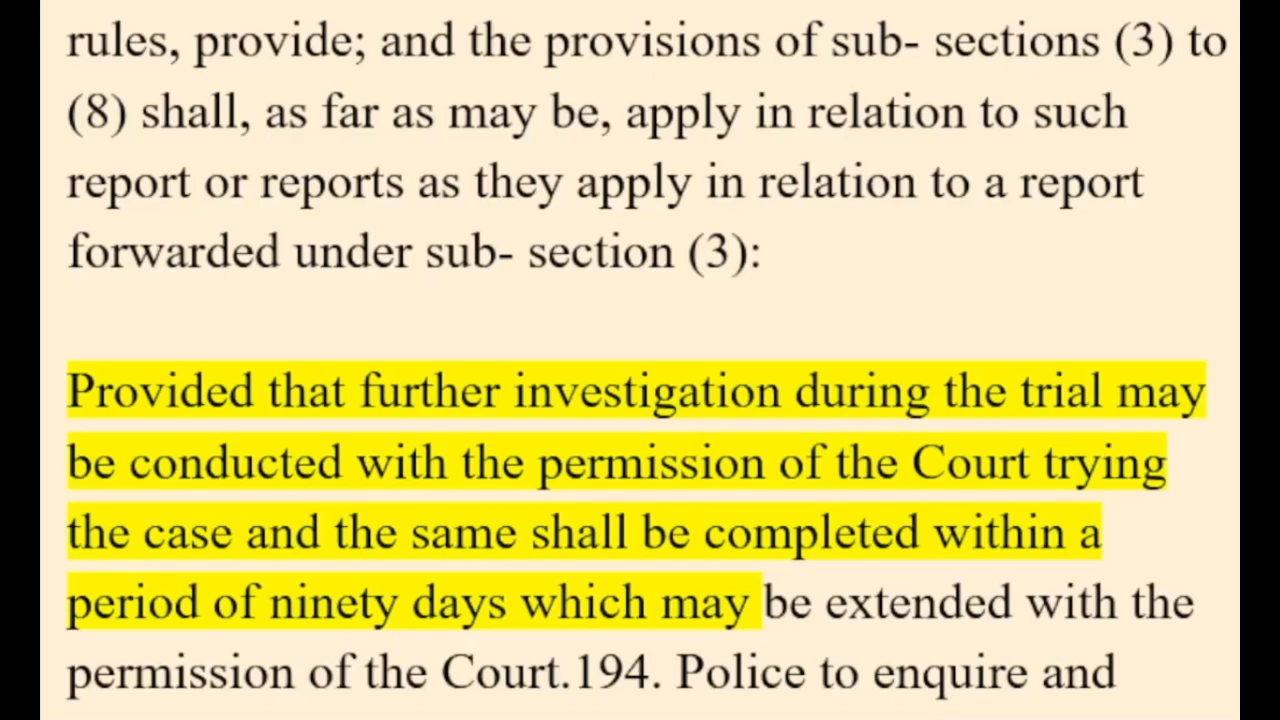 rules, provide; and the provisions of sub- sections (3) to
(8) shall, as far as may be, apply in relation to such
report or reports as they apply in relation to a report
forwarded under sub- section (3):
Provided that further investigation during the trial may
be conducted with the permission of the Court trying
the case and the same shall be completed within a
period of ninety days which may be extended with the
permission of the Court.194. Police to enquire and